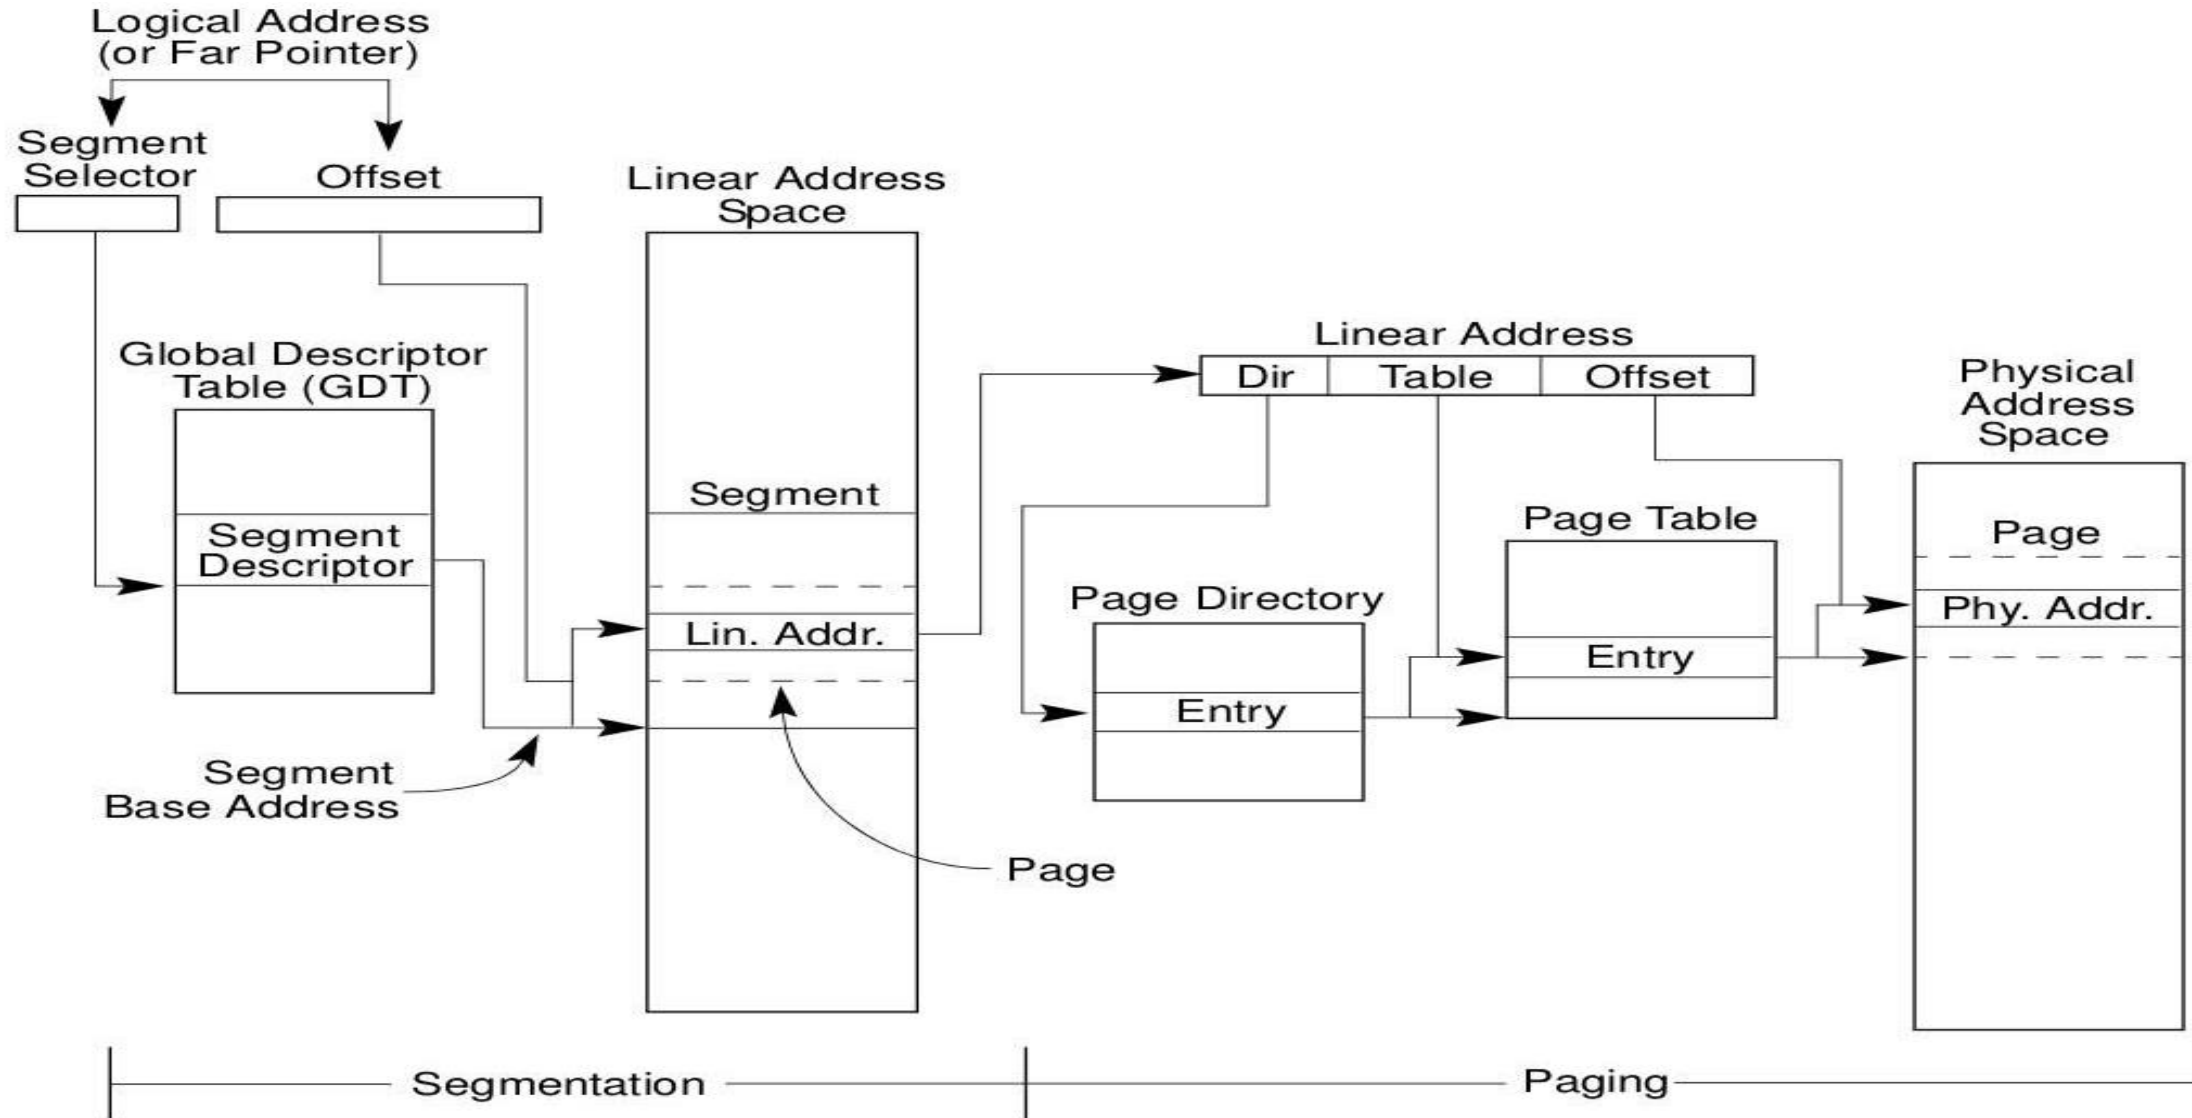 Logical Address
(or Far Pointer)
Segment
Selector
Offset
Linear Address
Space
Global Descriptor
Table (GDT)
Segment
Descriptor
Segment
Lin. Addr.
Segment
Base Address
Page
Linear Address
Dir
Table
Offset
Page Directory
Entry
Page Table
Entry
Physical
Address
Space
Page
Phy. Addr.
Segmentation
Paging